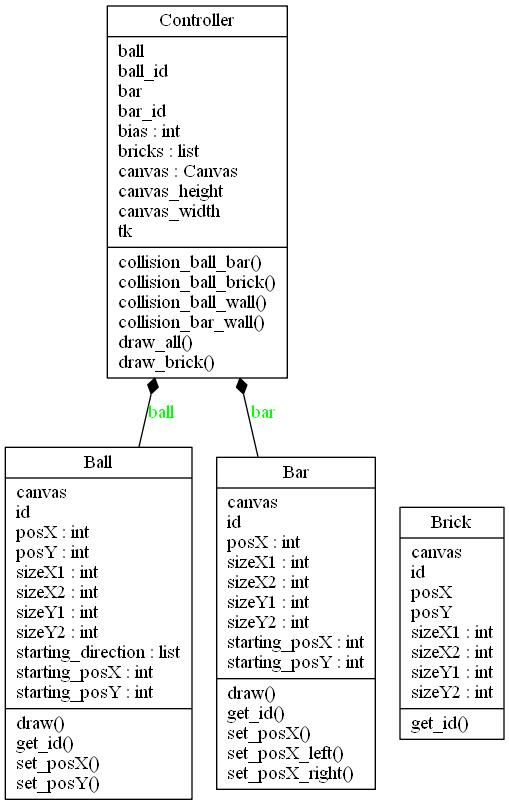 Controller
ball
ball_id
bar
bar_id
bias : int
bricks : list
canvas : Canvas
canvas_height
canvas_width
tk
collision_ball_bar()
collision_ball_brick()
collision_ball_wall()
collision_bar_wall()
draw_all()
draw_brick()
ball
bar
Ball
canvas
id
posX : int
posY : int
sizeX1 : int
sizeX2 : int
sizeY1 : int
sizeY2 : int
starting_direction : list
starting_posX : int
starting_posY : int
draw()
get_id()
set_posX()
set_posY()
Bar
canvas
id
posX : int
sizeX1 : int
sizeX2 : int
sizeY1 : int
sizeY2 : int
starting_posX : int
starting_posY : int
draw()
get_id()
set_posX()
set_posX_left()
set_posX_right()
Brick
canvas
id
posX
posY
sizeX1 : int
sizeX2 : int
sizeY1 : int
sizeY2 : int
get_id()